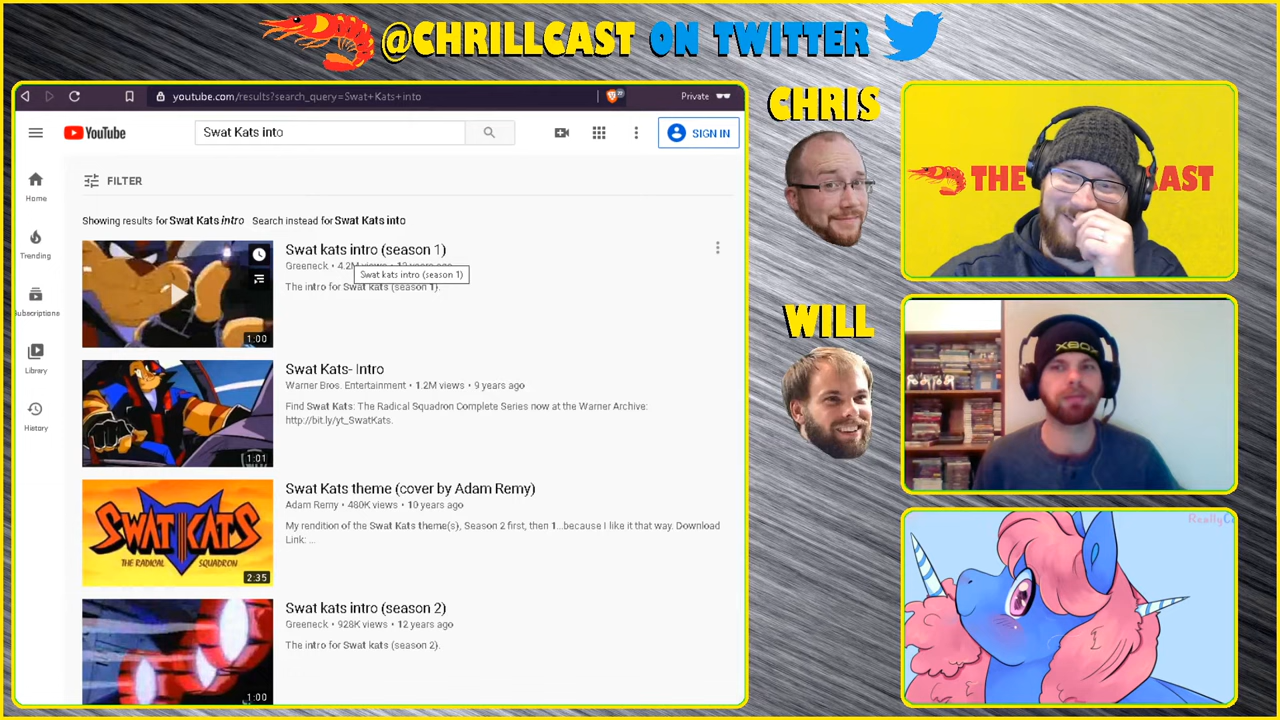 @CHRILLCAST ON TWITTER
youtube.com/results?search_query=Swat+Kats+into
Private
YouTube
Swat Kats into
SIGN IN
FILTER
Home
Trending
Subscriptions
Library
History
Showing results for Swat Kats intro Search instead for Swat Kats into
Swat kats intro (season 1)
Greeneck • 4.2M views
Swat kats intro (season 1)
The intro for Swat kats (season 1).
1:00
Swat Kats- Intro
Warner Bros. Entertainment • 1.2M views • 9 years ago
Find Swat Kats: The Radical Squadron Complete Series now at the Warner Archive:
http://bit.ly/yt_SwatKats.
1:01
Swat Kats theme (cover by Adam Remy)
Adam Remy • 480K views • 10 years ago
My rendition of the Swat Kats theme(s), Season 2 first, then 1...because I like it that way. Download
Link: ...
SWAT KATS
THE RADICAL SQUADRON
2:35
Swat kats intro (season 2)
Greeneck • 928K views • 12 years ago
The intro for Swat kats (season 2).
1:00
CHRIS
THE
CAST
WILL
XBOX